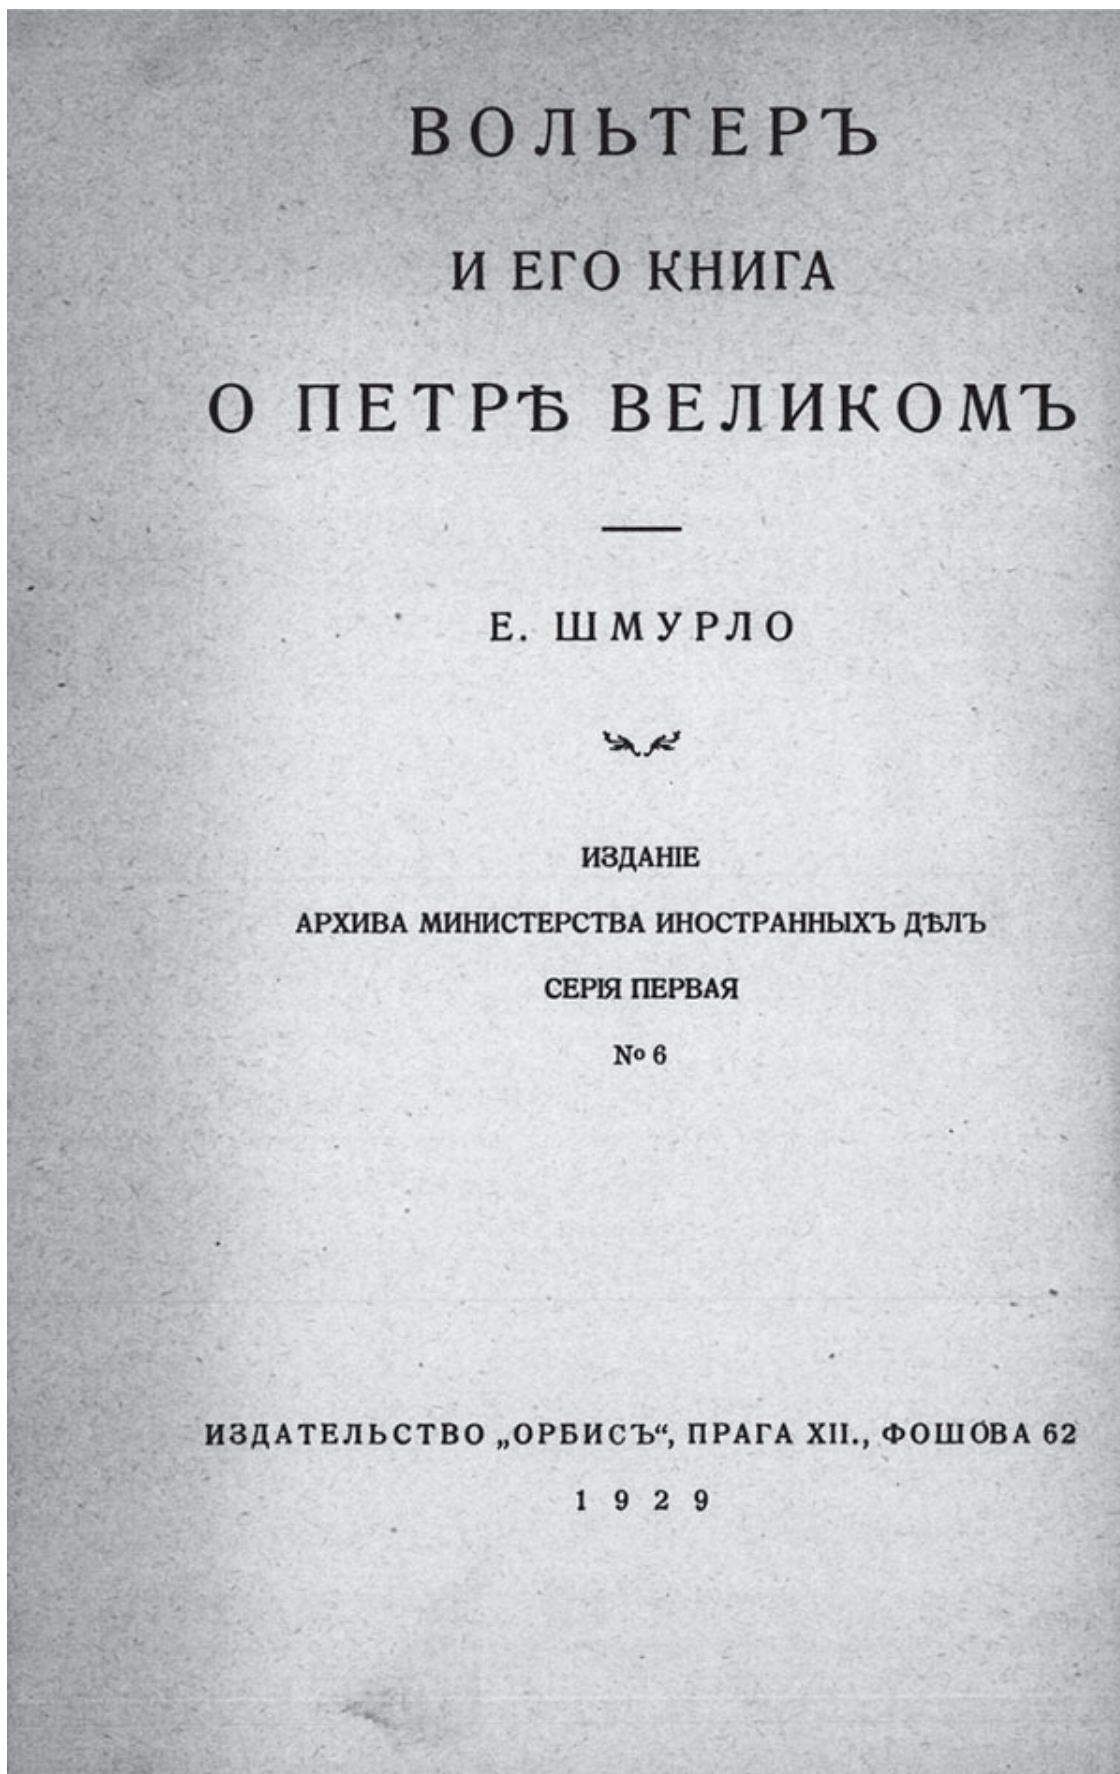 ВОЛЬТЕРЪ
И ЕГО КНИГА
О ПЕТРѢ ВЕЛИКОМЪ
Е. ШМУРЛО
ИЗДАНІЕ
АРХИВА МИНИСТЕРСТВА ИНОСТРАННЫХЪ ДѢЛЪ
СЕРІЯ ПЕРВАЯ
№ 6
ИЗДАТЕЛЬСТВО „ОРБИСЪ“, ПРАГА XII., ФОШОВА 62
1929